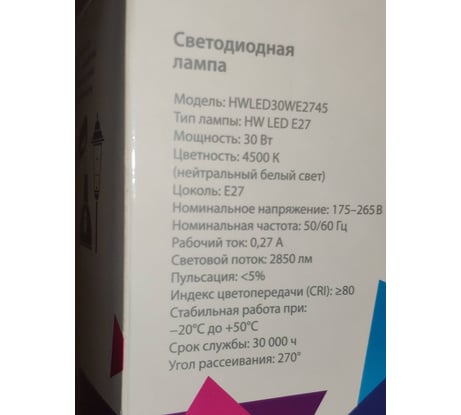 Светодиодная
лампа
Модель: HWLED30WE2745
Тип лампы: HW LED E27
Мощность: 30 Вт
Цветность: 4500 К
(нейтральный белый свет)
Цоколь: E27
Номинальное напряжение: 175–265 В
Номинальная частота: 50/60 Гц
Рабочий ток: 0,27 А
Световой поток: 2850 лм
Пульсация: <5%
Индекс цветопередачи (CRI): ≥80
Стабильная работа при:
−20°C до +50°C
Срок службы: 30 000 ч
Угол рассеивания: 270°